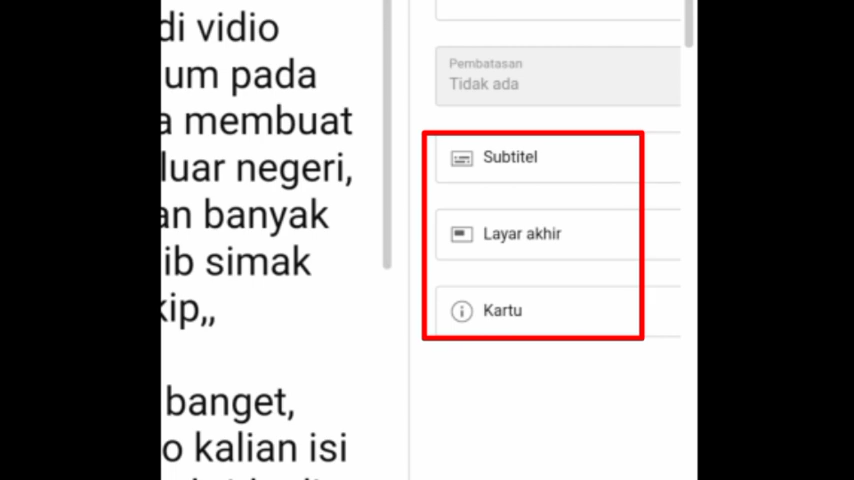 di vidio
um pada
a membuat
luar negeri,
an banyak
ib simak
kip,,
banget,
o kalian isi
Pembatasan
Tidak ada
Subtitel
Layar akhir
Kartu